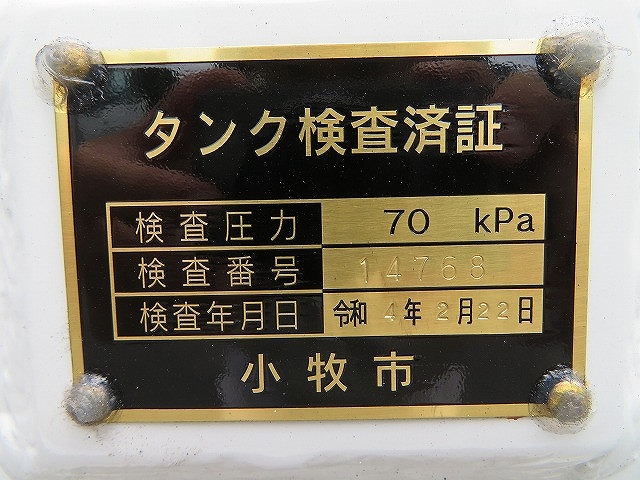 タンク検査済証
検査圧力 70 kPa
検査番号 14768
検査年月日 令和 4年 2月22日
小牧市